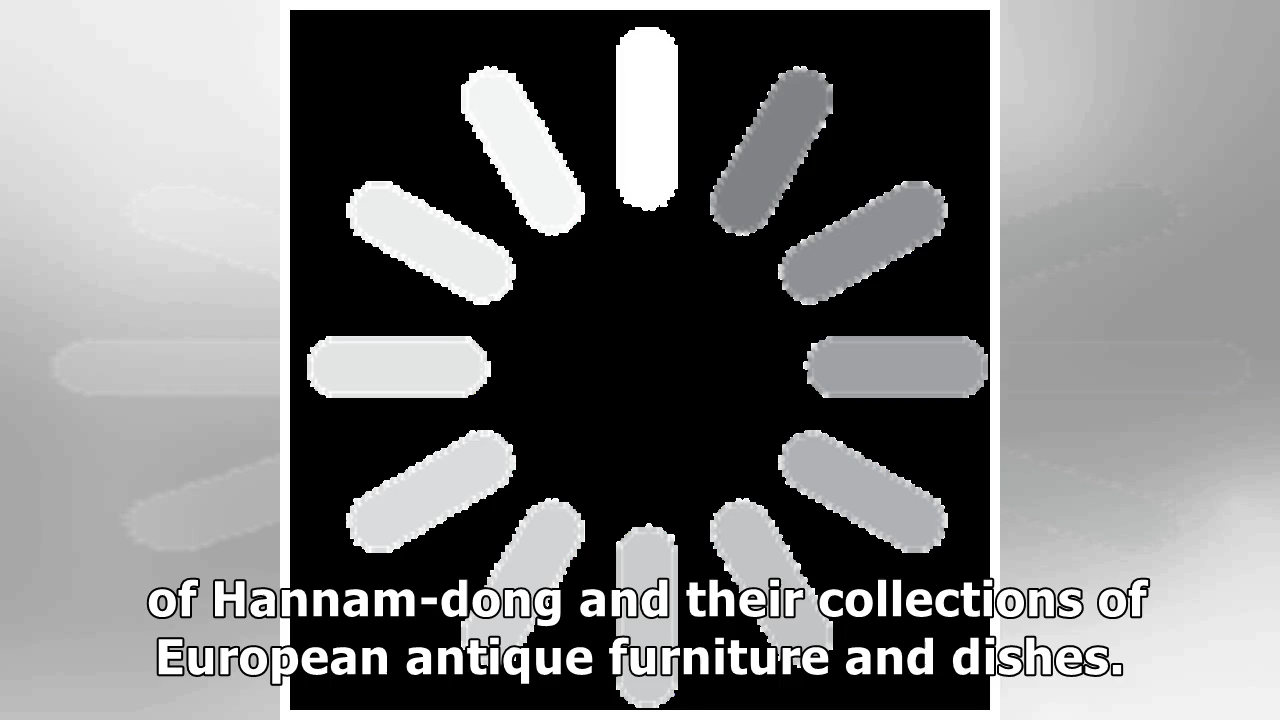 of Hannam-dong and their collections of
European antique furniture and dishes.